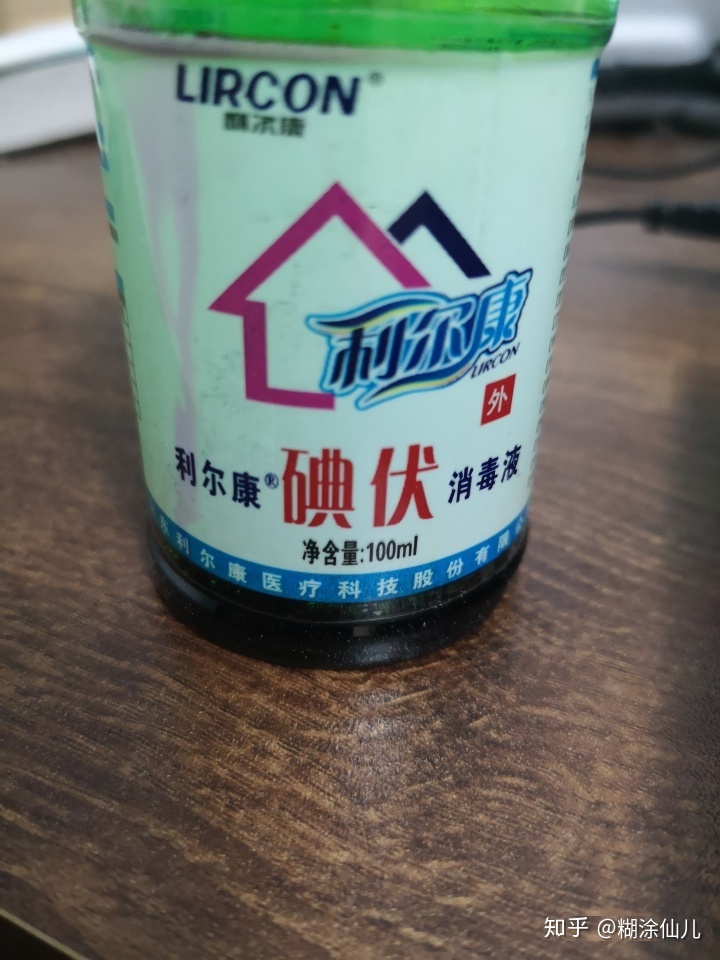 LIRCON®
利尔康
利尔康
LIRCON
外
利尔康®碘伏 消毒液
净含量:100ml
东利尔康医疗科技股份有限公
知乎 @糊涂仙儿